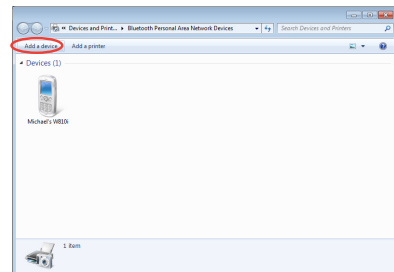 « Devices and Print... ▸ Bluetooth Personal Area Network Devices
Search Devices and Printers
Add a device
Add a printer
Devices (1)
Michael's W810i
1 item